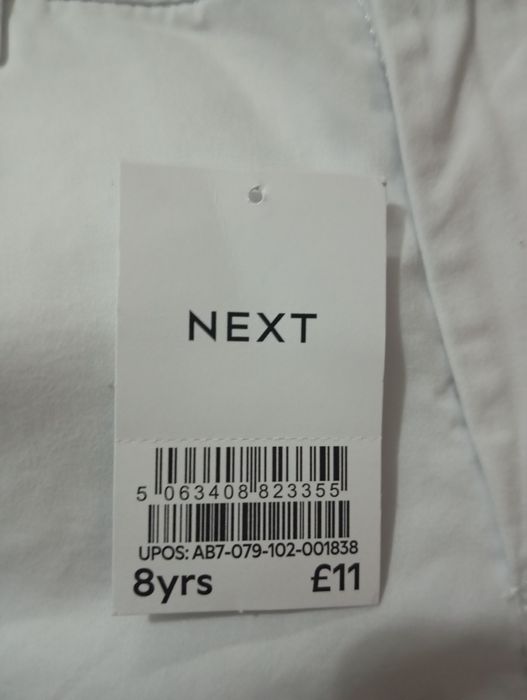 NEXT
5 063408 823355
UPOS: AB7-079-102-001838
8yrs £11